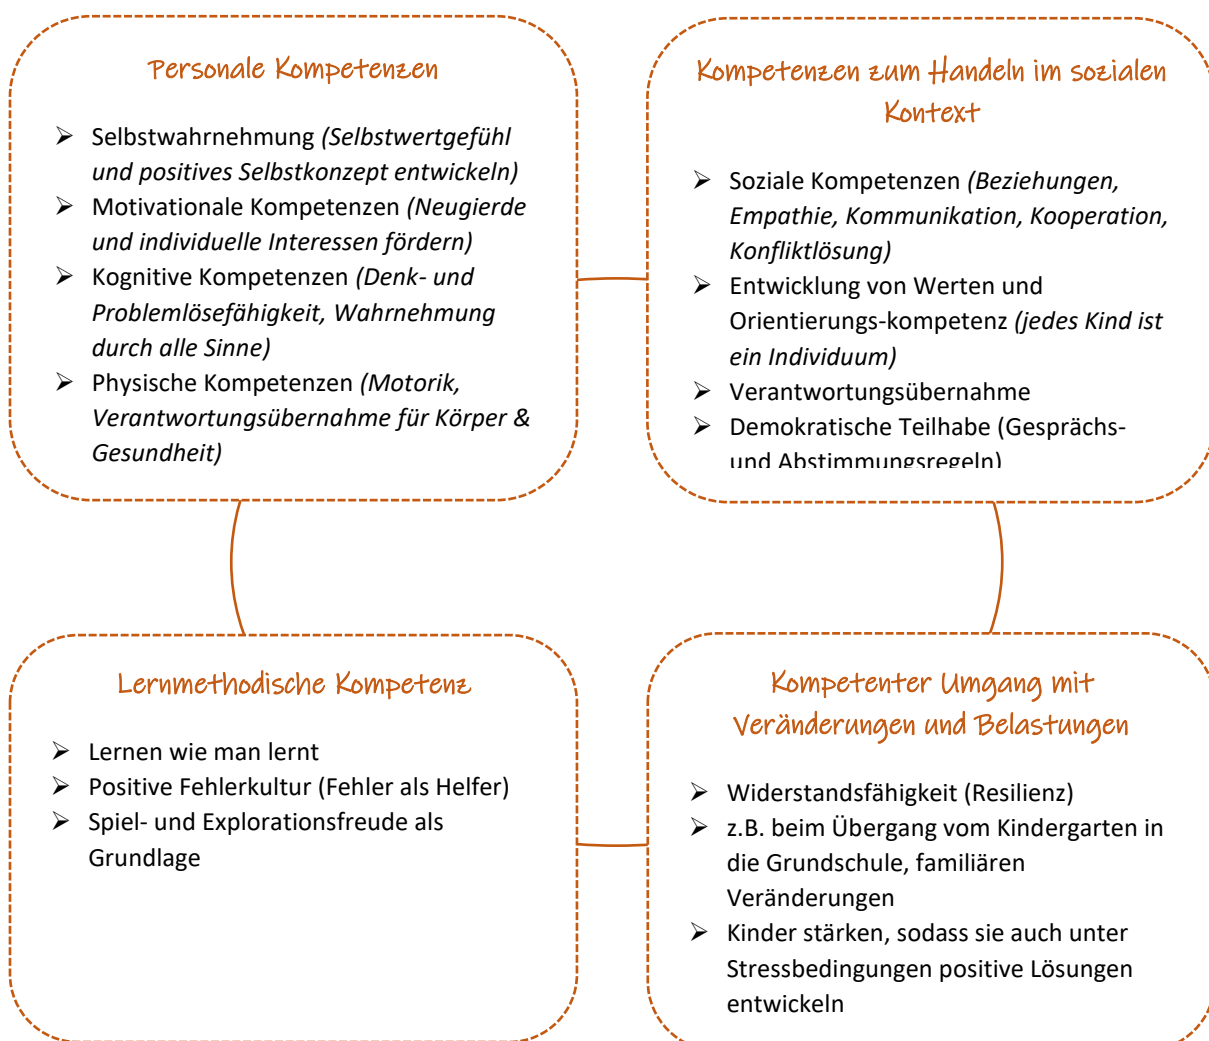 Personale Kompetenzen
➢ Selbstwahrnehmung (Selbstwertgefühl
und positives Selbstkonzept entwickeln)
➢ Motivationale Kompetenzen (Neugierde
und individuelle Interessen fördern)
➢ Kognitive Kompetenzen (Denk- und
Problemlösefähigkeit, Wahrnehmung
durch alle Sinne)
➢ Physische Kompetenzen (Motorik,
Verantwortungsübernahme für Körper &
Gesundheit)
Kompetenzen zum Handeln im sozialen
Kontext
➢ Soziale Kompetenzen (Beziehungen,
Empathie, Kommunikation, Kooperation,
Konfliktlösung)
➢ Entwicklung von Werten und
Orientierungs-kompetenz (jedes Kind ist
ein Individuum)
➢ Verantwortungsübernahme
➢ Demokratische Teilhabe (Gesprächs-
und Abstimmungsregeln)
Lernmethodische Kompetenz
➢ Lernen wie man lernt
➢ Positive Fehlerkultur (Fehler als Helfer)
➢ Spiel- und Explorationsfreude als
Grundlage
Kompetenter Umgang mit
Veränderungen und Belastungen
➢ Widerstandsfähigkeit (Resilienz)
➢ z.B. beim Übergang vom Kindergarten in
die Grundschule, familiären
Veränderungen
➢ Kinder stärken, sodass sie auch unter
Stressbedingungen positive Lösungen
entwickeln